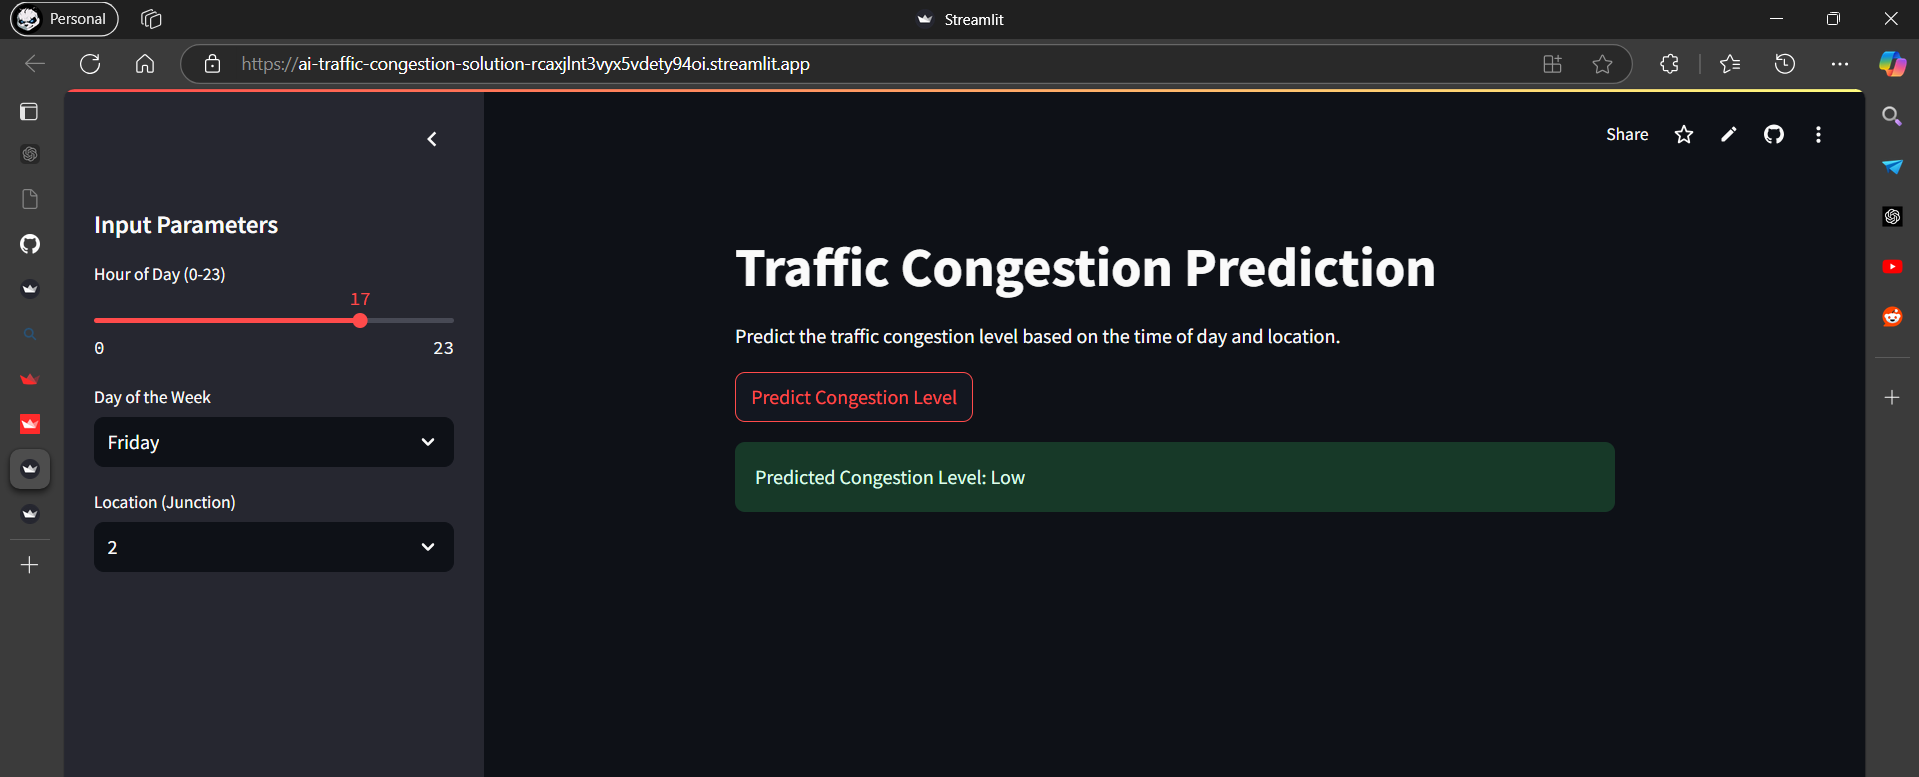 Personal
Streamlit
https://ai-traffic-congestion-solution-rcaxjlnt3vyx5vdety94oi.streamlit.app
Share
Input Parameters
Hour of Day (0-23)
17
0 23
Day of the Week
Friday
Location (Junction)
2
Traffic Congestion Prediction
Predict the traffic congestion level based on the time of day and location.
Predict Congestion Level
Predicted Congestion Level: Low